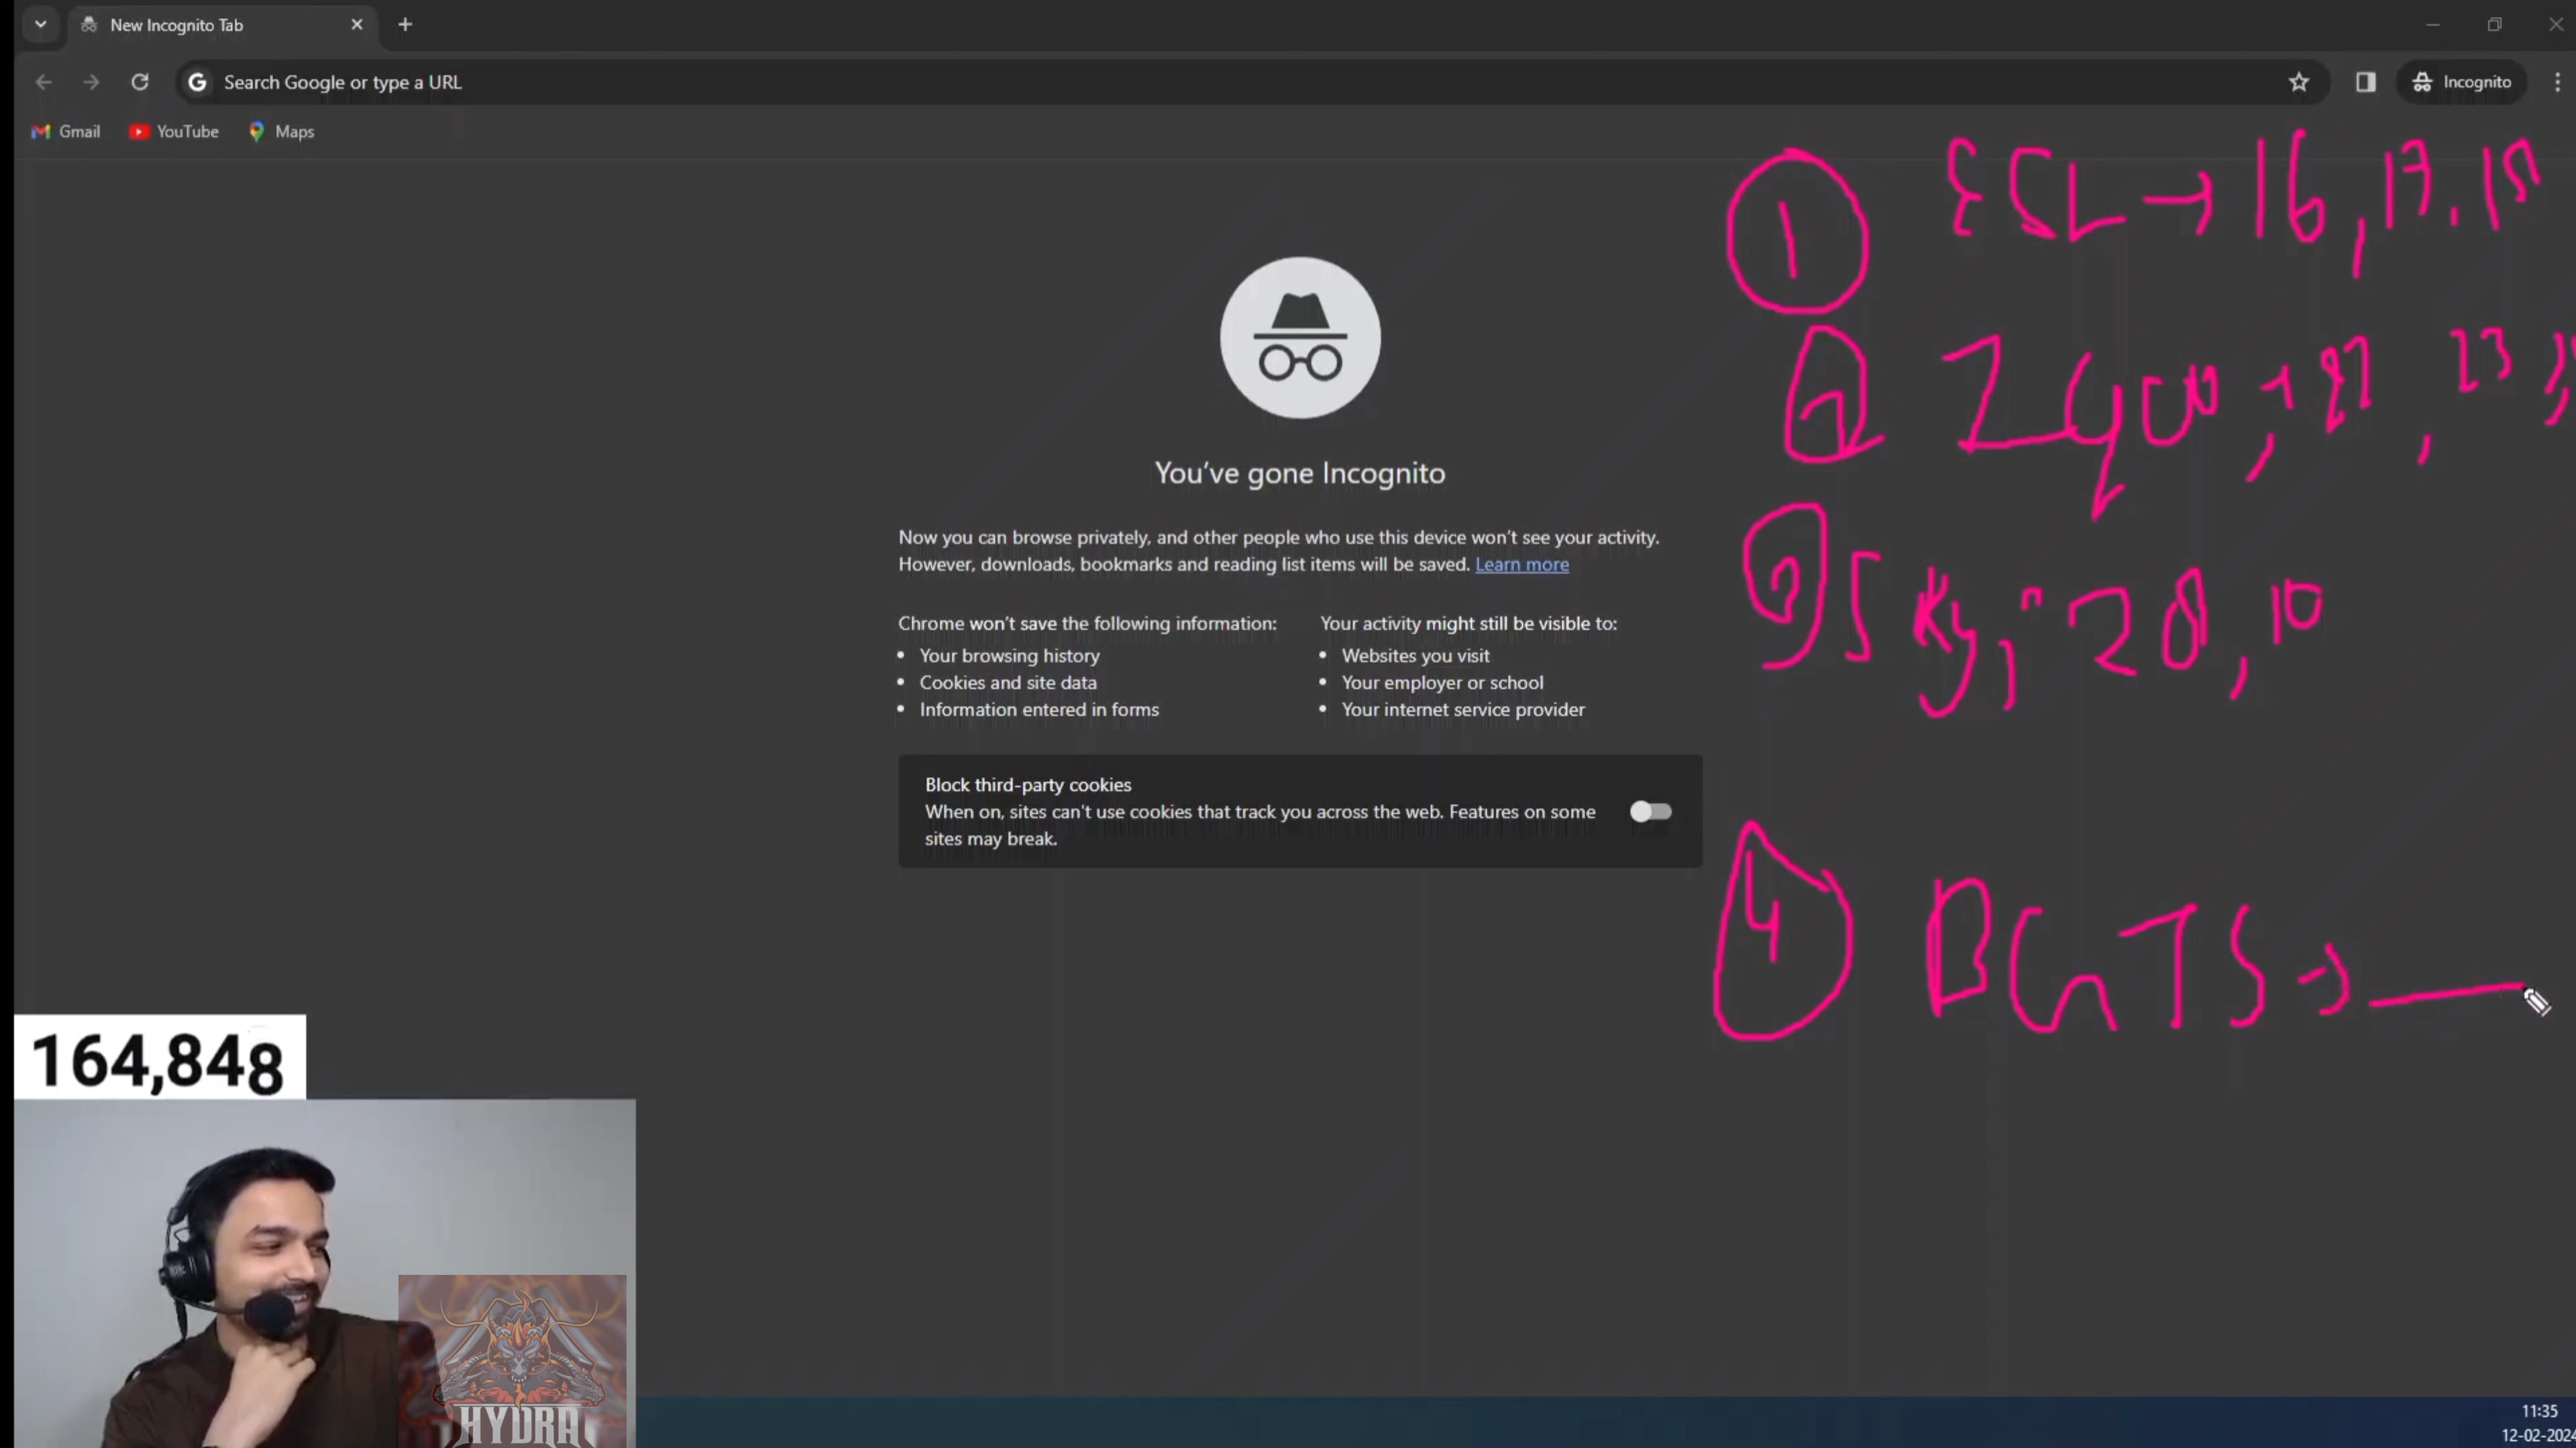 New Incognito Tab
Search Google or type a URL
Incognito
Gmail YouTube Maps
1 ESL → 16, 17.18
2
28, 10
4 BGTS →
You've gone Incognito
Now you can browse privately, and other people who use this device won't see your activity.
However, downloads, bookmarks and reading list items will be saved. Learn more
Chrome won't save the following information:
• Your browsing history
• Cookies and site data
• Information entered in forms
Your activity might still be visible to:
• Websites you visit
• Your employer or school
• Your internet service provider
Block third-party cookies
When on, sites can't use cookies that track you across the web. Features on some
sites may break.
164,848
HYDRA
11:35
12-02-202